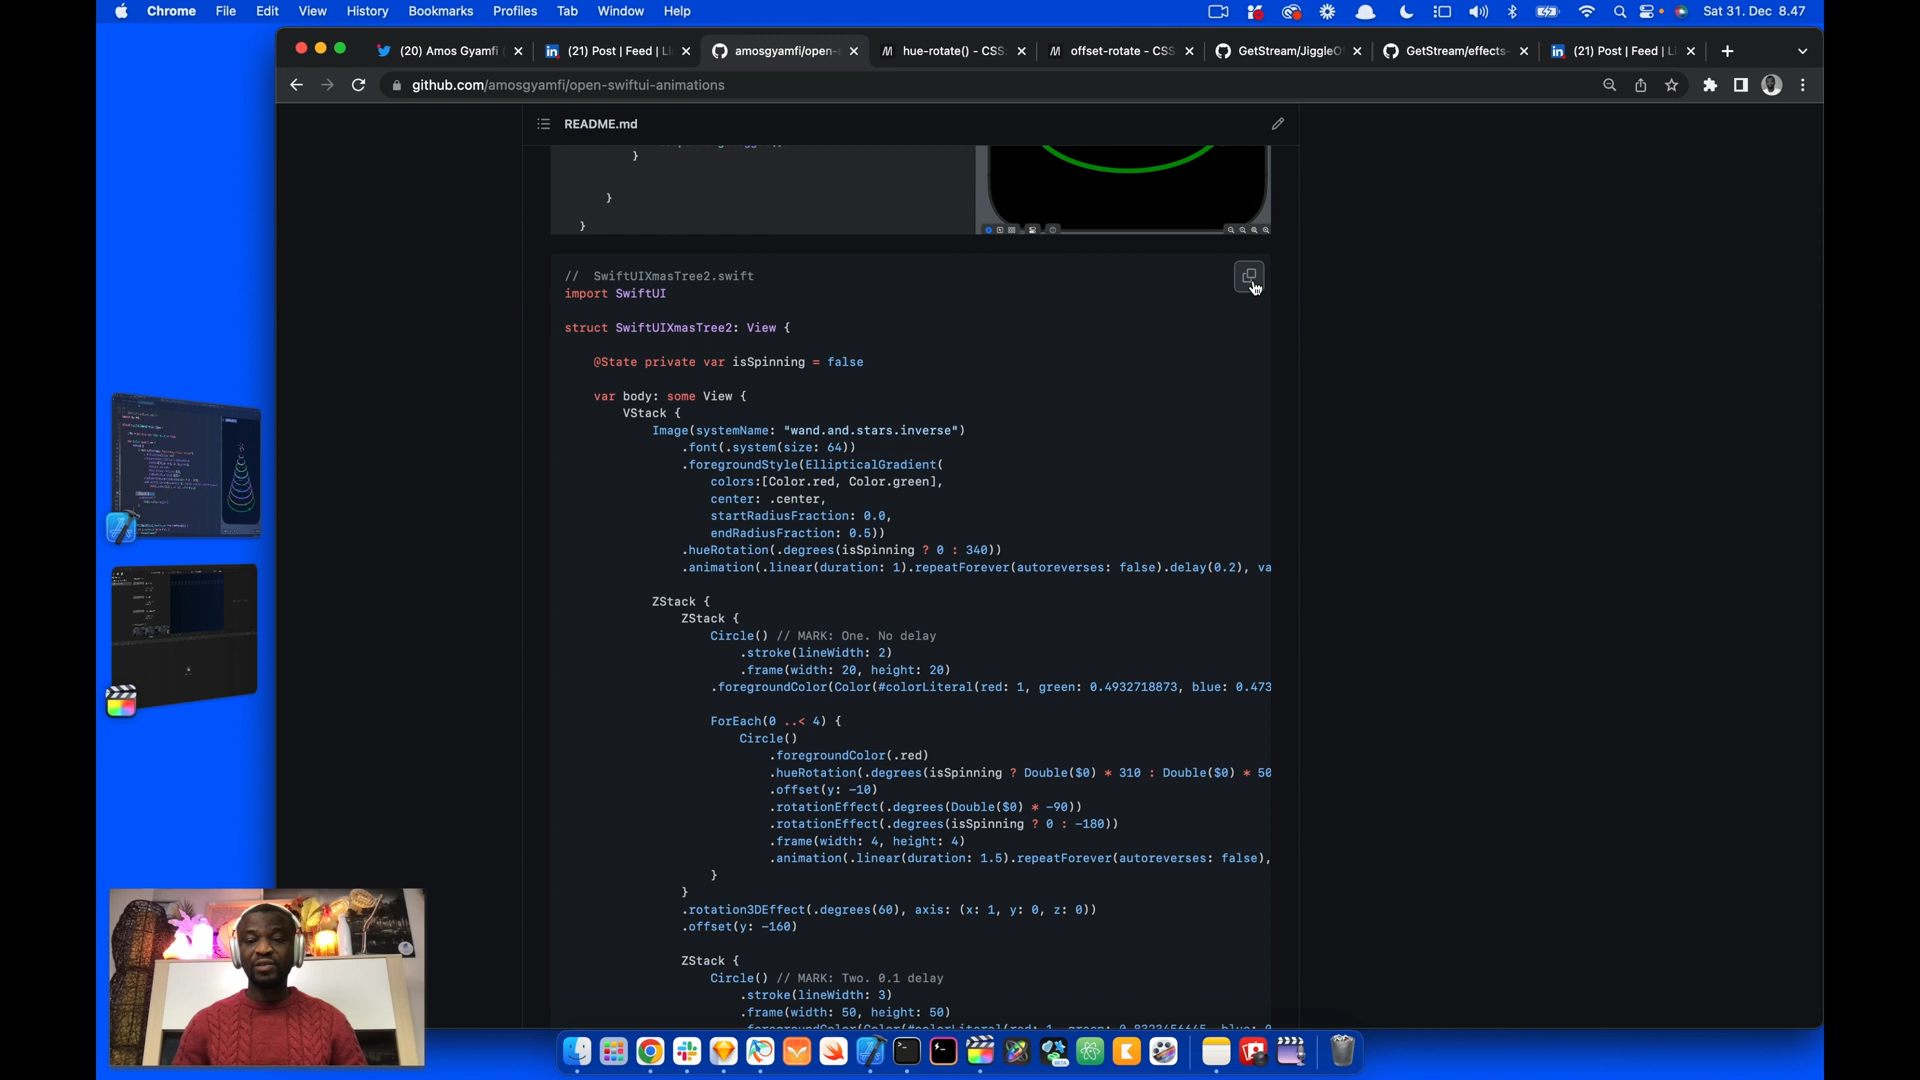 Chrome File Edit View History Bookmarks Profiles Tab Window Help Sat 31. Dec 8.47
(20) Amos Gyamfi (21) Post | Feed | Li amosgyamfi/open- hue-rotate() - CSS: offset-rotate - CSS GetStream/JiggleO GetStream/effects- (21) Post | Feed | Li
github.com/amosgyamfi/open-swiftui-animations
README.md
}
}
}
// SwiftUIXmasTree2.swift
import SwiftUI
struct SwiftUIXmasTree2: View {
@State private var isSpinning = false
var body: some View {
VStack {
Image(systemName: "wand.and.stars.inverse")
.font(.system(size: 64))
.foregroundStyle(EllipticalGradient(
colors:[Color.red, Color.green],
center: .center,
startRadiusFraction: 0.0,
endRadiusFraction: 0.5))
.hueRotation(.degrees(isSpinning ? 0 : 340))
.animation(.linear(duration: 1).repeatForever(autoreverses: false).delay(0.2), va
ZStack {
ZStack {
Circle() // MARK: One. No delay
.stroke(lineWidth: 2)
.frame(width: 20, height: 20)
.foregroundColor(Color(#colorLiteral(red: 1, green: 0.4932718873, blue: 0.473
ForEach(0 ..< 4) {
Circle()
.foregroundColor(.red)
.hueRotation(.degrees(isSpinning ? Double($0) * 310 : Double($0) * 50
.offset(y: -10)
.rotationEffect(.degrees(Double($0) * -90))
.rotationEffect(.degrees(isSpinning ? 0 : -180))
.frame(width: 4, height: 4)
.animation(.linear(duration: 1.5).repeatForever(autoreverses: false),
}
}
.rotation3DEffect(.degrees(60), axis: (x: 1, y: 0, z: 0))
.offset(y: -160)
ZStack {
Circle() // MARK: Two. 0.1 delay
.stroke(lineWidth: 3)
.frame(width: 50, height: 50)